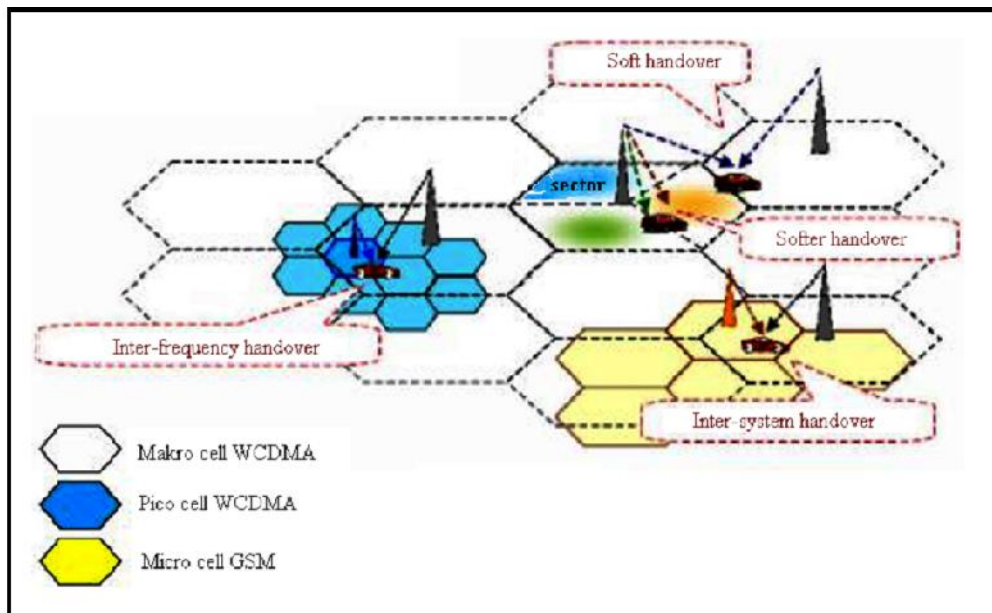 Soft handover
sector
Softer handover
Inter-frequency handover
Inter-system handover
Makro cell WCDMA
Pico cell WCDMA
Micro cell GSM